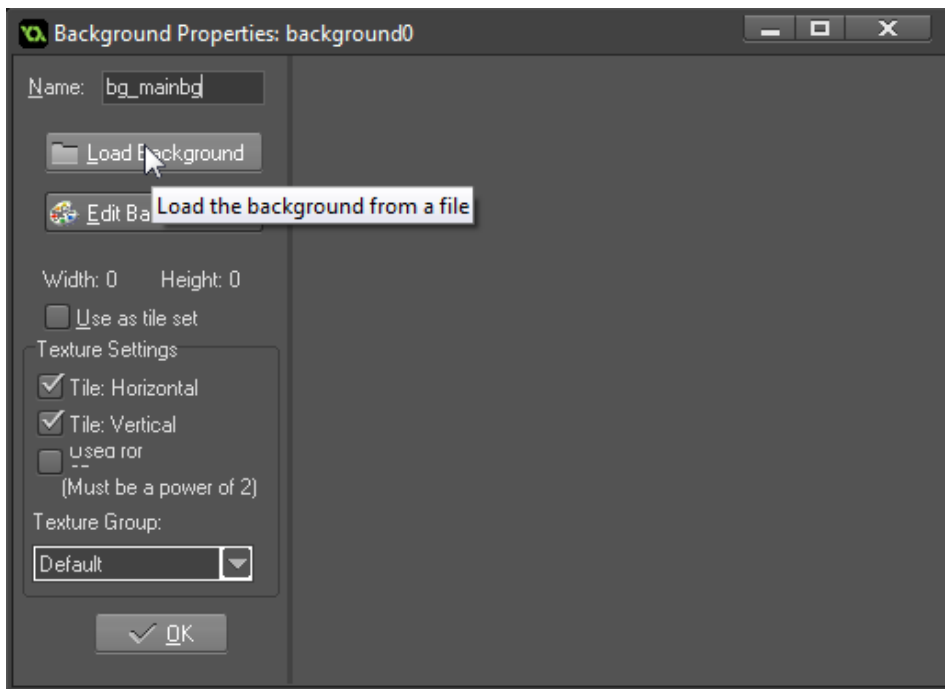 Background Properties: background0
Name: bg_mainbg
Load Background
Edit Ba
Load the background from a file
Width: 0 Height: 0
Use as tile set
Texture Settings
Tile: Horizontal
Tile: Vertical
Used for
(Must be a power of 2)
Texture Group:
Default
OK